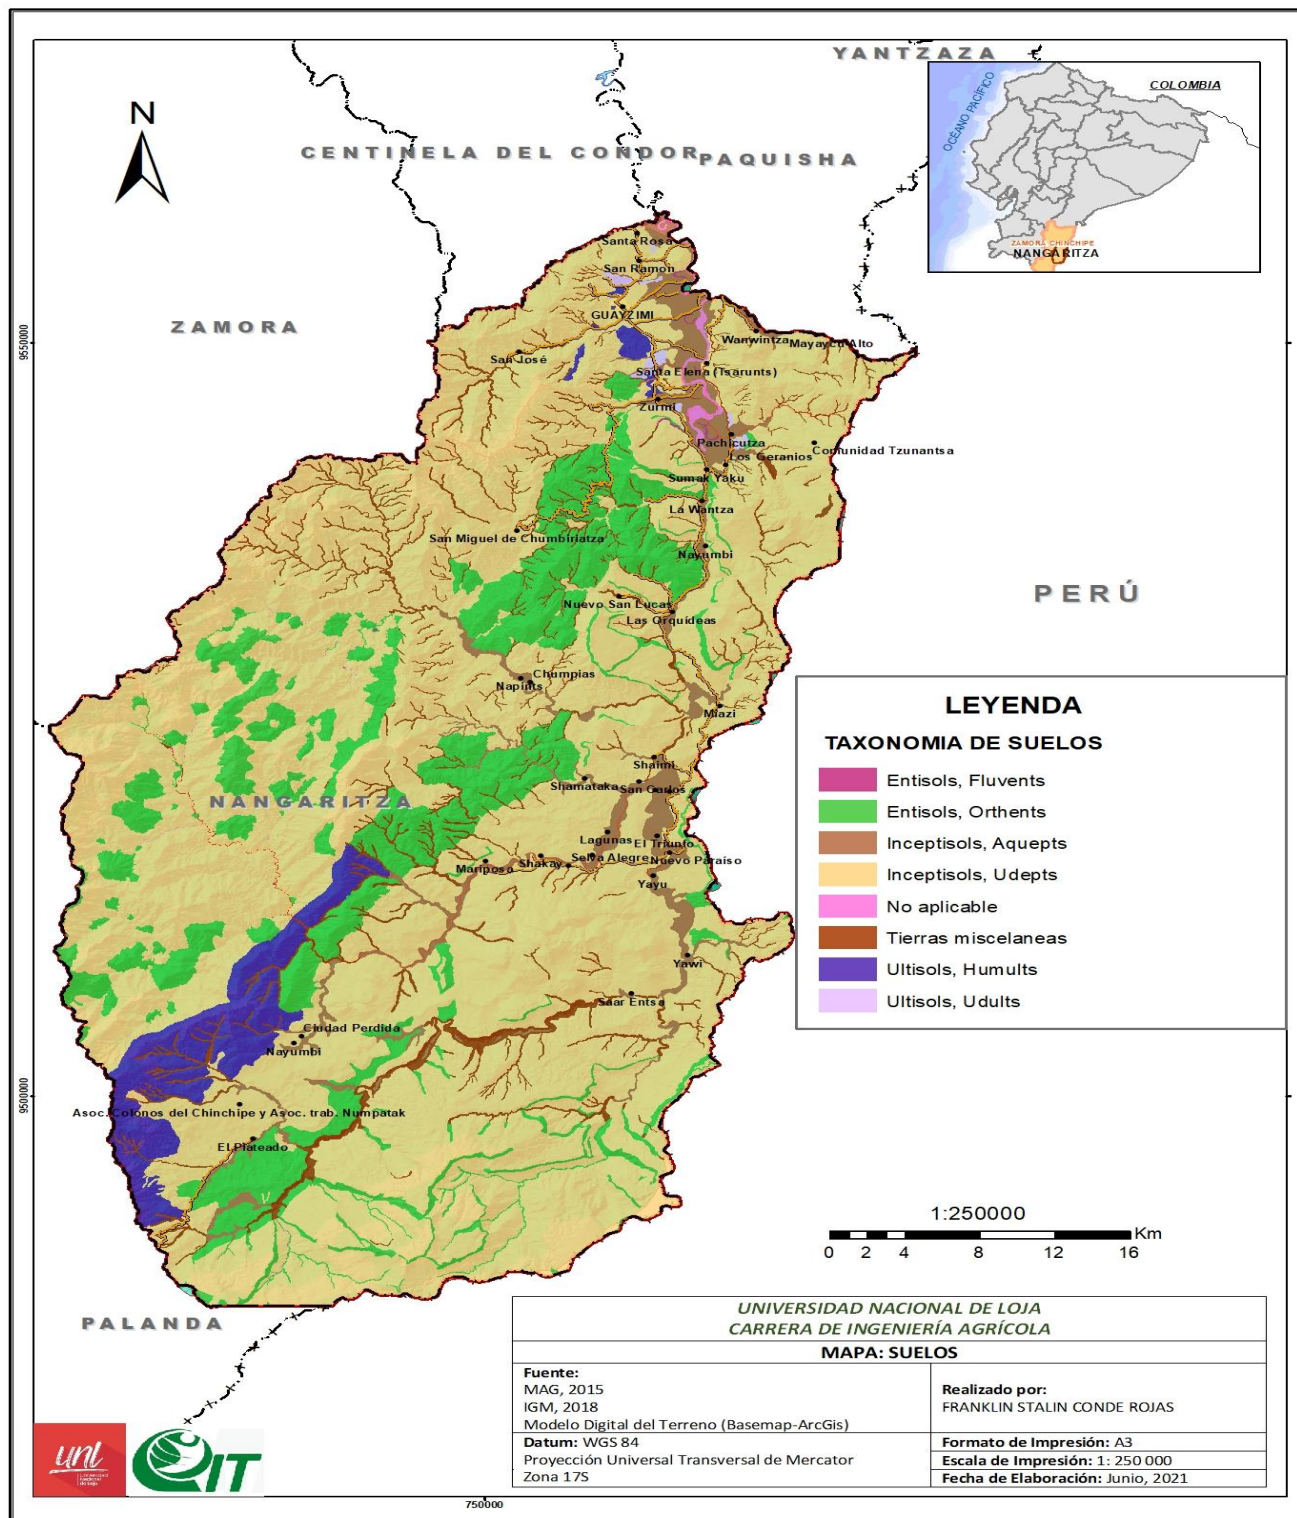 YANTZAZA
COLOMBIA
OCÉANO PACÍFICO
ZAMORA CHINCHIPE
NANGARITZA
N
CENTINELA DEL CONDOR
PAQUISHA
ZAMORA
PERÚ
NANGARITZA
PALANDA
Santa Rosa
San Ramon
GUAYZIMI
Wanwintza
Mayaycu Alto
San José
Santa Elena (Tsarunts)
Zurmi
Pachicutza
Comunidad Tzunantsa
Los Geranios
Sumak Yaku
La Wantza
San Miguel de Chumbiriatza
Nayumbi
Nuevo San Lucas
Las Orquídeas
Chumpias
Napints
Miazi
Shaimi
Shamataka
San Carlos
Lagunas
El Triunfo
Selva Alegre
Nuevo Paraiso
Shakay
Mariposo
Yayu
Yawi
Saar Entsa
Ciudad Perdida
Nayumbi
Asoc. Colonos del Chinchipe y Asoc. trab. Numpatak
El Plateado
9550000
9500000
750000
LEYENDA
TAXONOMIA DE SUELOS
Entisols, Fluvents
Entisols, Orthents
Inceptisols, Aquepts
Inceptisols, Udepts
No aplicable
Tierras miscelaneas
Ultisols, Humults
Ultisols, Udults
1:250000
Km
0 2 4 8 12 16
UNIVERSIDAD NACIONAL DE LOJA
CARRERA DE INGENIERÍA AGRÍCOLA
MAPA: SUELOS
Fuente:
MAG, 2015
IGM, 2018
Modelo Digital del Terreno (Basemap-ArcGis)
Realizado por:
FRANKLIN STALIN CONDE ROJAS
Datum: WGS 84
Proyección Universal Transversal de Mercator
Zona 17S
Formato de Impresión: A3
Escala de Impresión: 1: 250 000
Fecha de Elaboración: Junio, 2021
unl
Universidad
Nacional
de Loja
IT